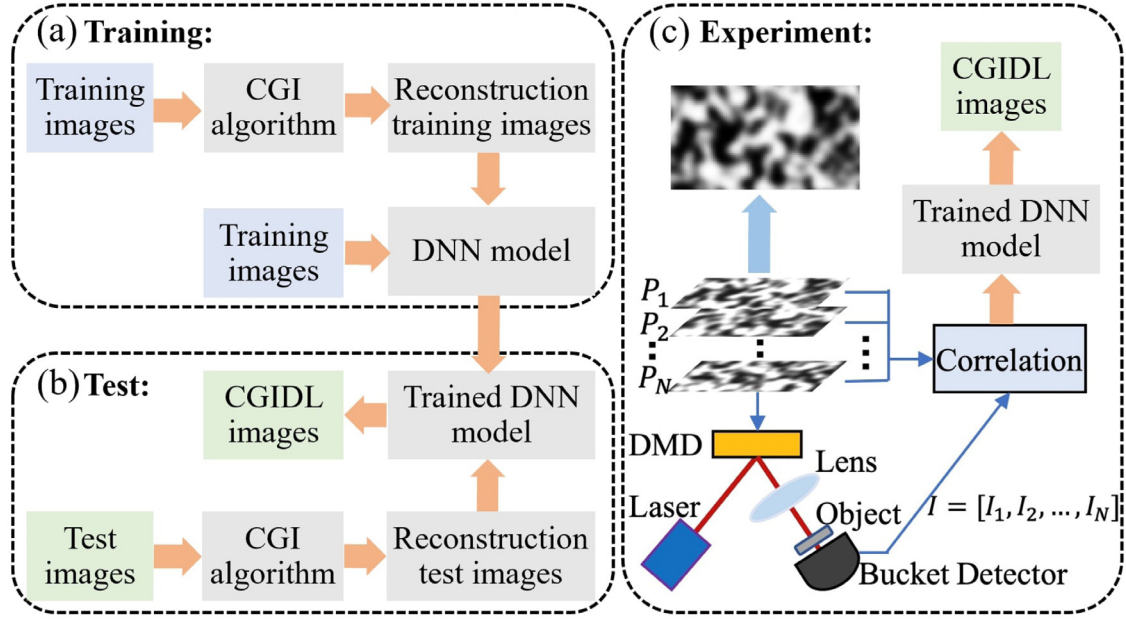 (a) Training:
Training
images
CGI
algorithm
Reconstruction
training images
Training
images
DNN model
(b) Test:
CGIDL
images
Trained DNN
model
Test
images
CGI
algorithm
Reconstruction
test images
(c) Experiment:
CGIDL
images
Trained DNN
model
P₁
P₂
P_N
Correlation
DMD
Lens
Laser
Object
I = [I₁, I₂, ..., I_N]
Bucket Detector